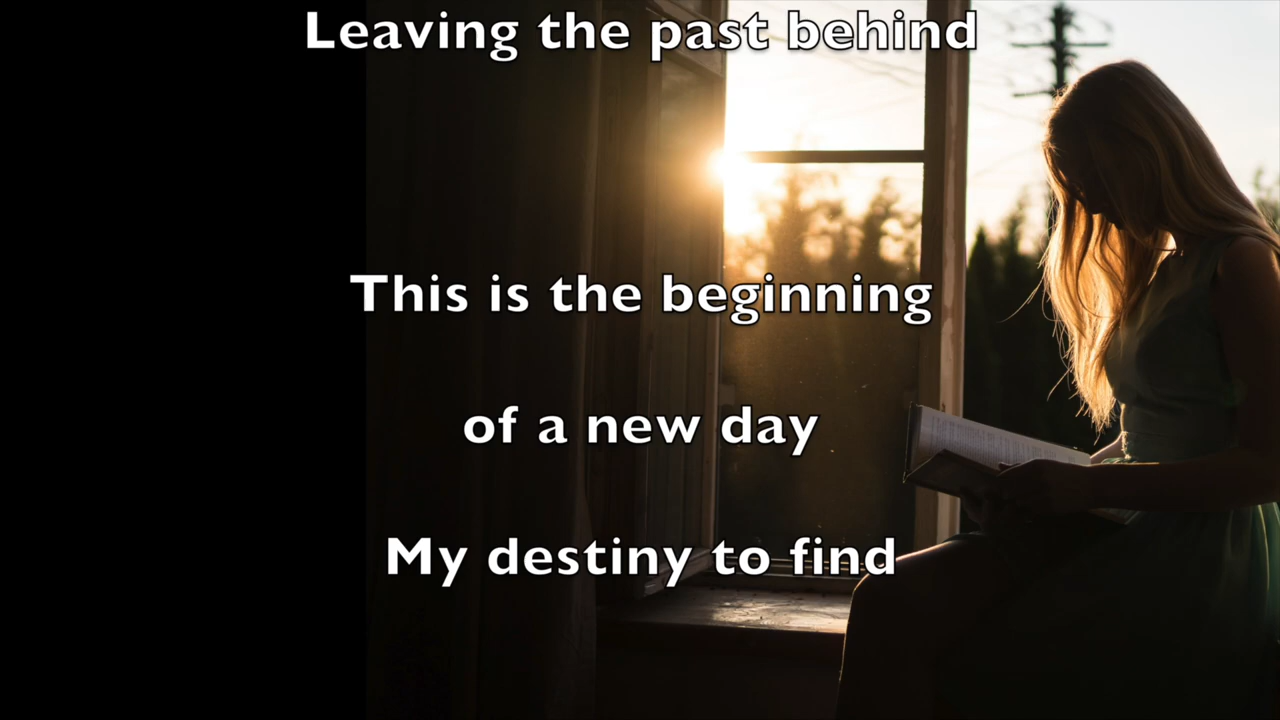 Leaving the past behind
This is the beginning
of a new day
My destiny to find